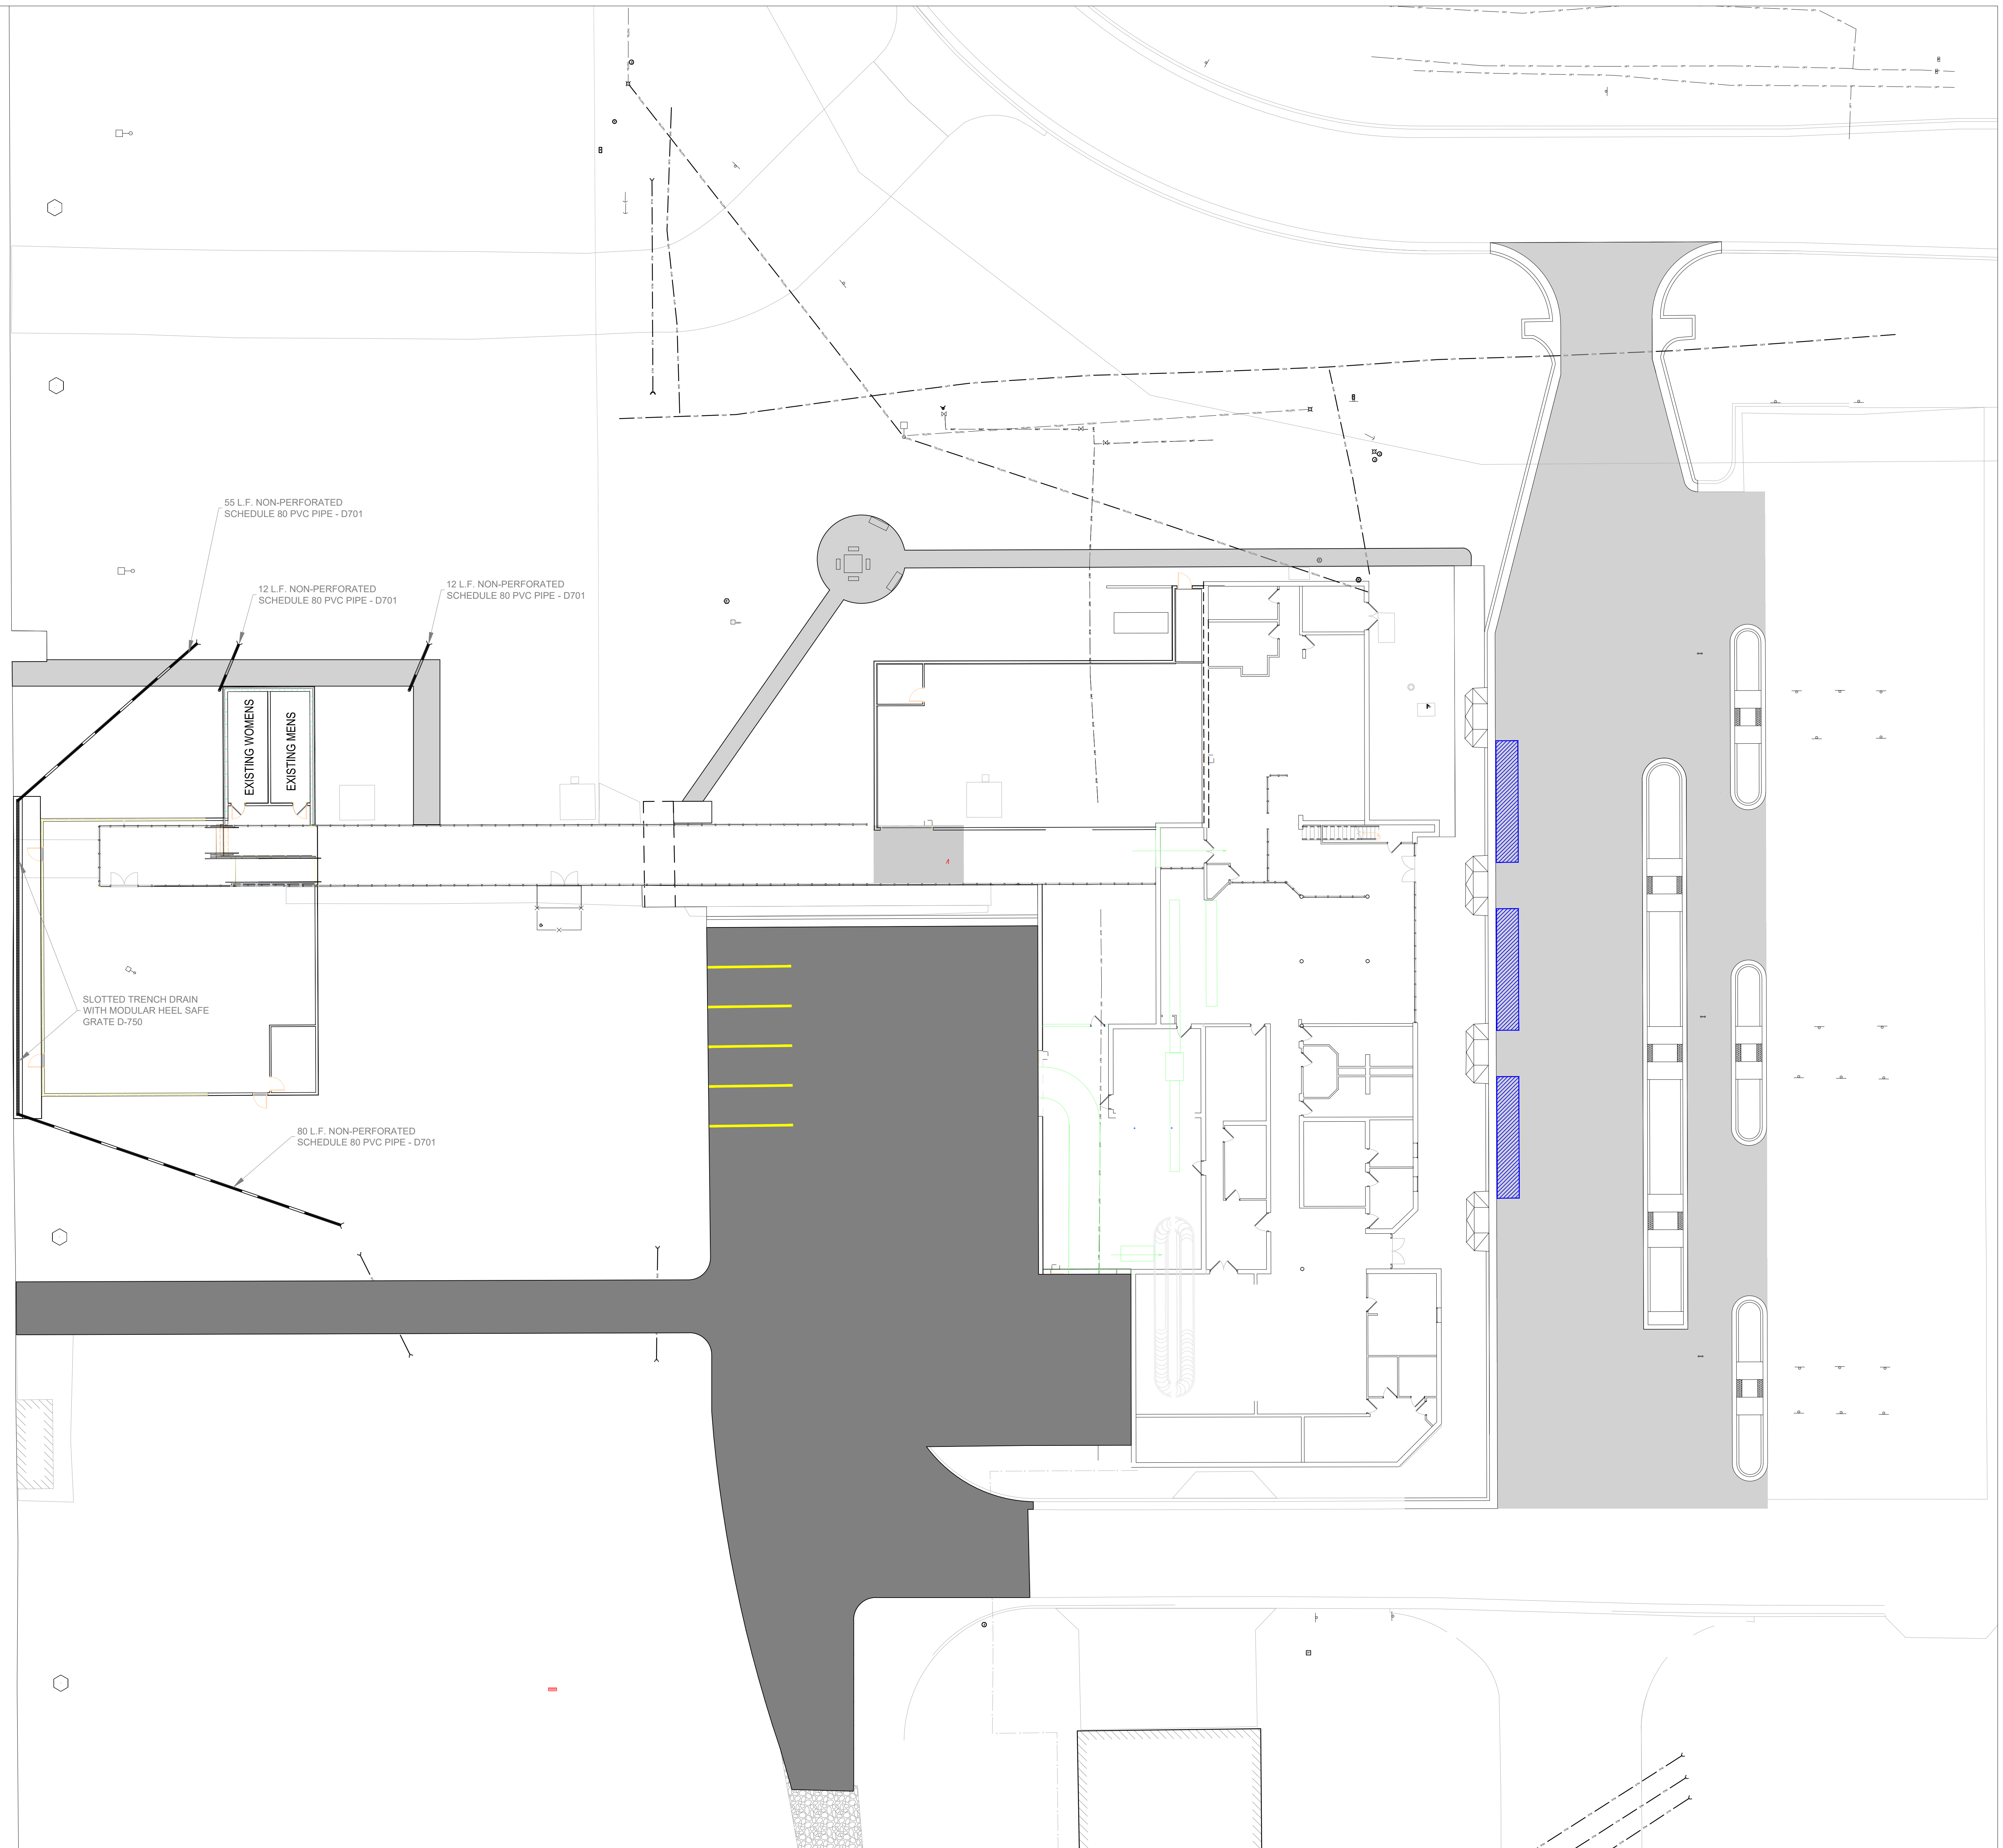 55 L.F. NON-PERFORATED
SCHEDULE 80 PVC PIPE - D701
12 L.F. NON-PERFORATED
SCHEDULE 80 PVC PIPE - D701
12 L.F. NON-PERFORATED
SCHEDULE 80 PVC PIPE - D701
EXISTING WOMENS
EXISTING MENS
SLOTTED TRENCH DRAIN
WITH MODULAR HEEL SAFE
GRATE D-750
80 L.F. NON-PERFORATED
SCHEDULE 80 PVC PIPE - D701